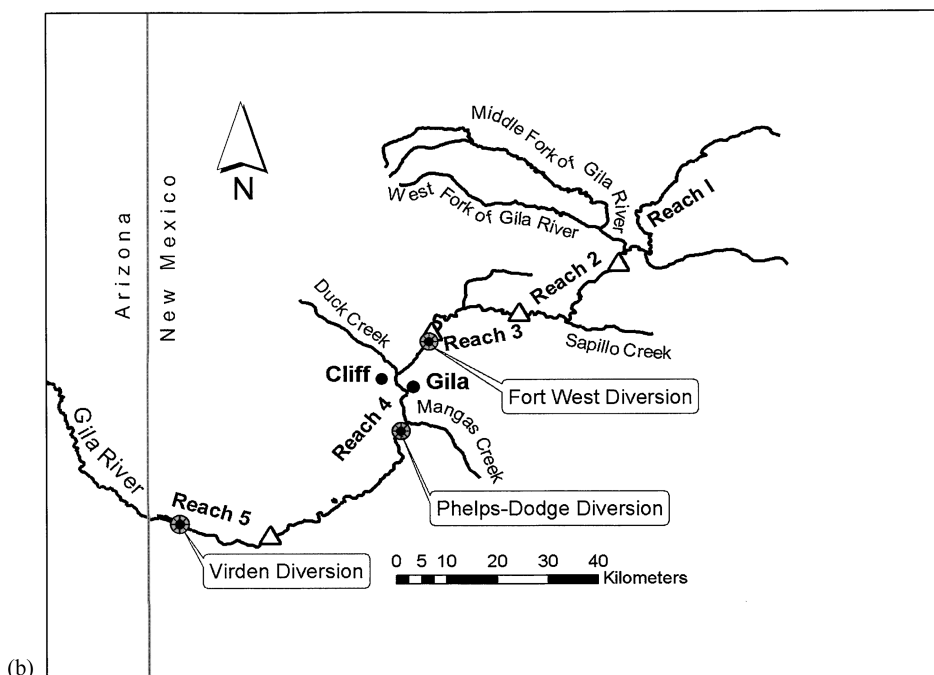 Middle Fork of Gila River
West Fork of Gila River
Reach 1
N
Arizona
New Mexico
Reach 2
Duck Creek
Reach 3
Sapillo Creek
Cliff
Gila
Fort West Diversion
Reach 4
Mangas Creek
Gila River
Reach 5
Phelps-Dodge Diversion
Virden Diversion
0 5 10 20 30 40
Kilometers
(b)